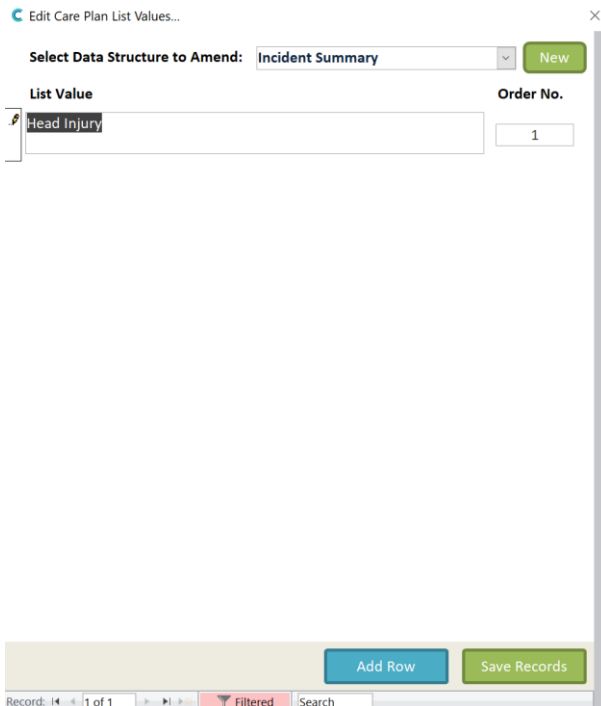 Edit Care Plan List Values...
Select Data Structure to Amend: Incident Summary New
List Value Order No.
Head Injury 1
Add Row Save Records
Record: 1 of 1 Filtered Search